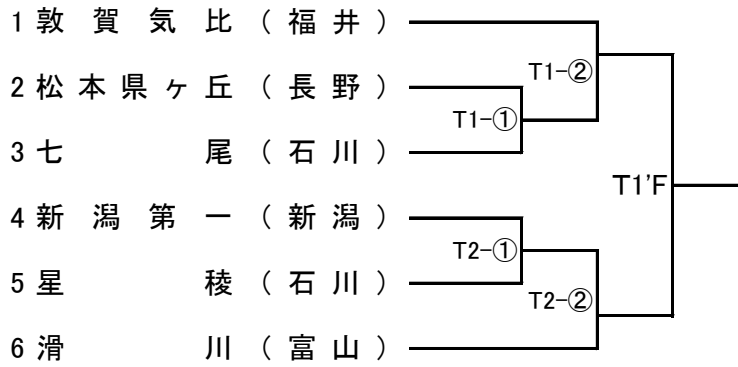 1 敦賀気比 (福井)
T1-②
2 松本県ヶ丘 (長野)
T1-①
3 七尾 (石川)
T1'F
4 新潟第一 (新潟)
T2-①
5 星稜 (石川)
T2-②
6 滑川 (富山)